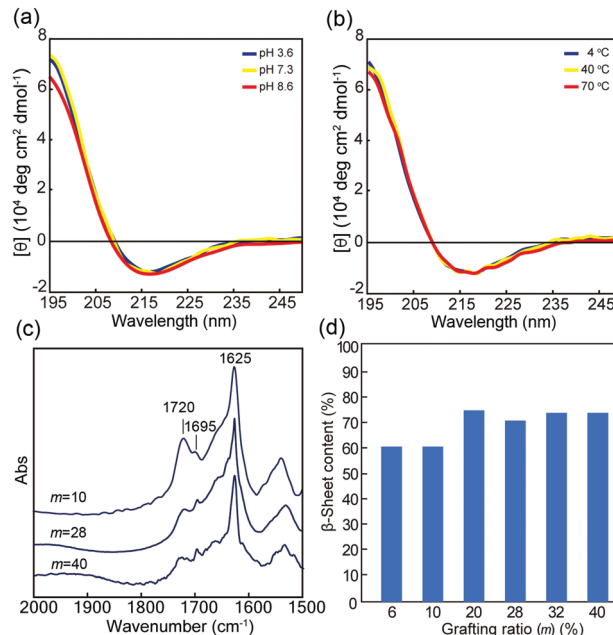 (a)
pH 3.6
pH 7.3
pH 8.6
[θ] (10⁴ deg cm² dmol⁻¹)
8
6
4
2
0
-2
195 205 215 225 235 245
Wavelength (nm)
(b)
4 ºC
40 ºC
70 ºC
[θ] (10⁴ deg cm² dmol⁻¹)
8
6
4
2
0
-2
195 205 215 225 235 245
Wavelength (nm)
(c)
1625
1720
1695
Abs
m=10
m=28
m=40
2000 1900 1800 1700 1600 1500
Wavenumber (cm⁻¹)
(d)
β-Sheet content (%)
100
90
80
70
60
50
40
30
20
10
0
6 10 20 28 32 40
Grafting ratio (m) (%)